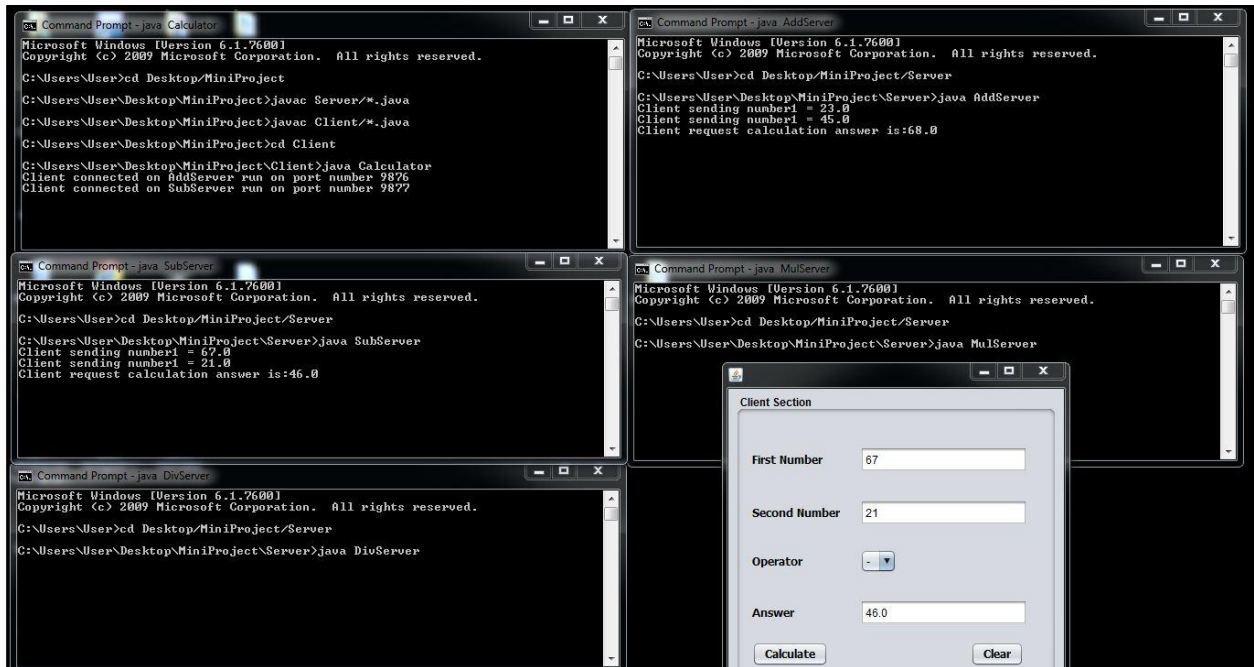 Command Prompt - java Calculator
Microsoft Windows [Version 6.1.7600]
Copyright (c) 2009 Microsoft Corporation. All rights reserved.
C:\Users\User>cd Desktop/MiniProject
C:\Users\User\Desktop\MiniProject>javac Server/*.java
C:\Users\User\Desktop\MiniProject>javac Client/*.java
C:\Users\User\Desktop\MiniProject>cd Client
C:\Users\User\Desktop\MiniProject\Client>java Calculator
Client connected on AddServer run on port number 9876
Client connected on SubServer run on port number 9877
Command Prompt - java AddServer
Microsoft Windows [Version 6.1.7600]
Copyright (c) 2009 Microsoft Corporation. All rights reserved.
C:\Users\User>cd Desktop/MiniProject/Server
C:\Users\User\Desktop\MiniProject\Server>java AddServer
Client sending number1 = 23.0
Client sending number1 = 45.0
Client request calculation answer is:68.0
Command Prompt - java SubServer
Microsoft Windows [Version 6.1.7600]
Copyright (c) 2009 Microsoft Corporation. All rights reserved.
C:\Users\User>cd Desktop/MiniProject/Server
C:\Users\User\Desktop\MiniProject\Server>java SubServer
Client sending number1 = 67.0
Client sending number1 = 21.0
Client request calculation answer is:46.0
Command Prompt - java MulServer
Microsoft Windows [Version 6.1.7600]
Copyright (c) 2009 Microsoft Corporation. All rights reserved.
C:\Users\User>cd Desktop/MiniProject/Server
C:\Users\User\Desktop\MiniProject\Server>java MulServer
Command Prompt - java DivServer
Microsoft Windows [Version 6.1.7600]
Copyright (c) 2009 Microsoft Corporation. All rights reserved.
C:\Users\User>cd Desktop/MiniProject/Server
C:\Users\User\Desktop\MiniProject\Server>java DivServer
Client Section
First Number 67
Second Number 21
Operator -
Answer 46.0
Calculate Clear